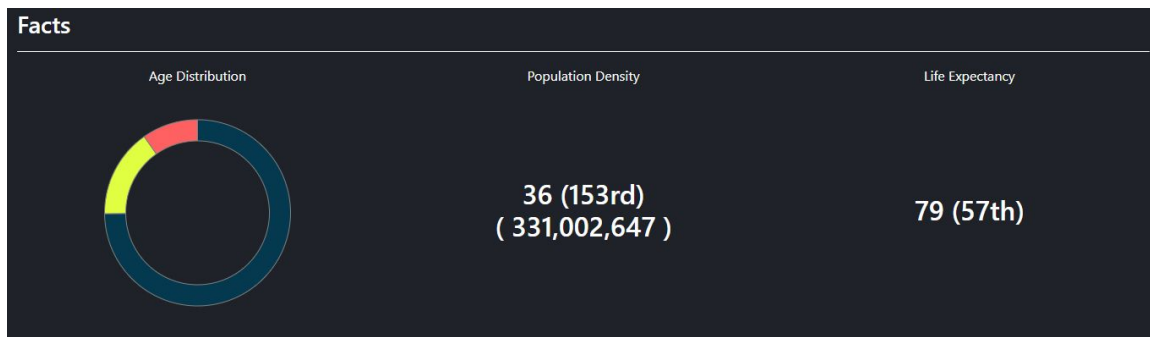 Facts
Age Distribution
Population Density
Life Expectancy
36 (153rd)
( 331,002,647 )
79 (57th)